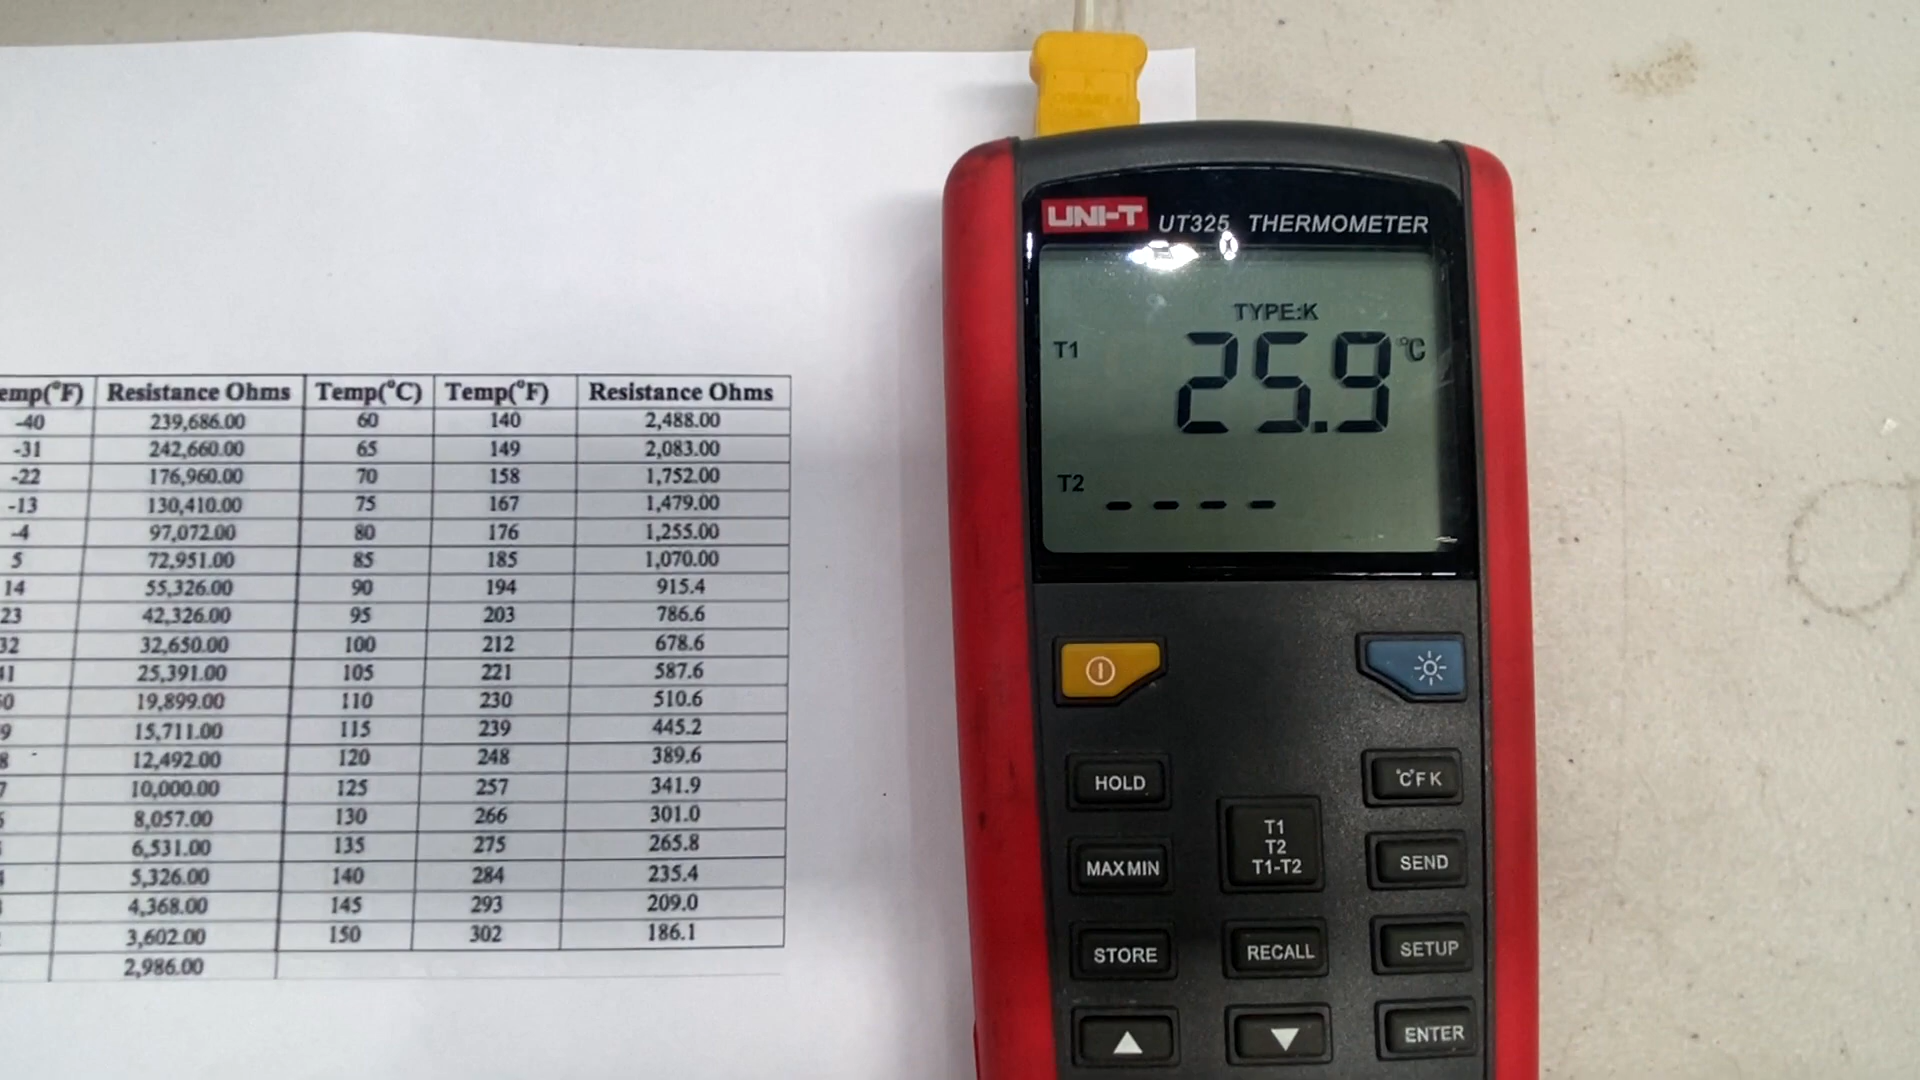 emp(°F) Resistance Ohms Temp(°C) Temp(°F) Resistance Ohms
-40 239,686.00 60 140 2,488.00
-31 242,660.00 65 149 2,083.00
-22 176,960.00 70 158 1,752.00
-13 130,410.00 75 167 1,479.00
-4 97,072.00 80 176 1,255.00
5 72,951.00 85 185 1,070.00
14 55,326.00 90 194 915.4
23 42,326.00 95 203 786.6
32 32,650.00 100 212 678.6
25,391.00 105 221 587.6
19,899.00 110 230 510.6
9 15,711.00 115 239 445.2
8 12,492.00 120 248 389.6
7 10,000.00 125 257 341.9
8,057.00 130 266 301.0
6,531.00 135 275 265.8
5,326.00 140 284 235.4
4,368.00 145 293 209.0
3,602.00 150 302 186.1
2,986.00
UNI-T UT325 THERMOMETER
TYPE:K
T1 25.9 °C
T2 ----
HOLD
°C°F K
T1
T2
T1-T2
MAX MIN
SEND
STORE
RECALL
SETUP
ENTER